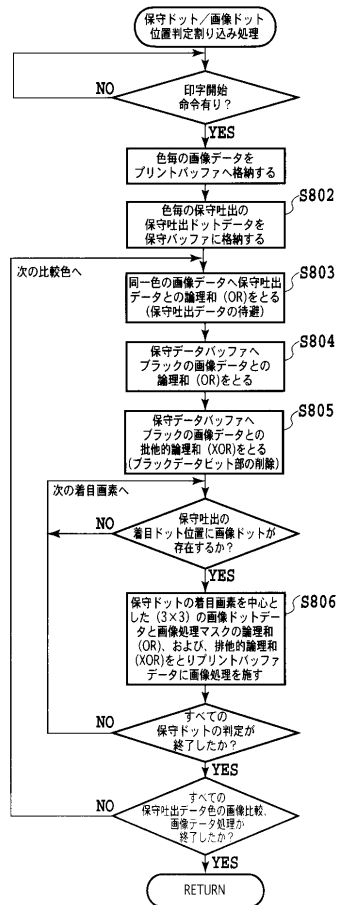 保守ドット／画像ドット
位置判定割り込み処理
NO
印字開始
命令有り？
YES
色毎の画像データを
プリントバッファへ格納する
S802
色毎の保守吐出の
保守吐出ドットデータを
保守バッファに格納する
次の比較色へ
S803
同一色の画像データへ保守吐出
データとの論理和（OR）をとる
（保守吐出データの待避）
S804
保守データバッファへ
ブラックの画像データとの
論理和（OR）をとる
S805
保守データバッファへ
ブラックの画像データとの
批他的論理和（XOR）をとる
（ブラックデータビット部の削除）
次の着目画素へ
NO
保守吐出の
着目ドット位置に画像ドットが
存在するか？
YES
S806
保守ドットの着目画素を中心と
した（3×3）の画像ドットデー
タと画像処理マスクの論理和
（OR）、および、排他的論理和
（XOR）をとりプリントバッファ
データに画像処理を施す
NO
すべての
保守ドットの判定が
終了したか？
YES
NO
すべての
保守吐出データ色の画像比較、
画像データ処理が
終了したか？
YES
RETURN